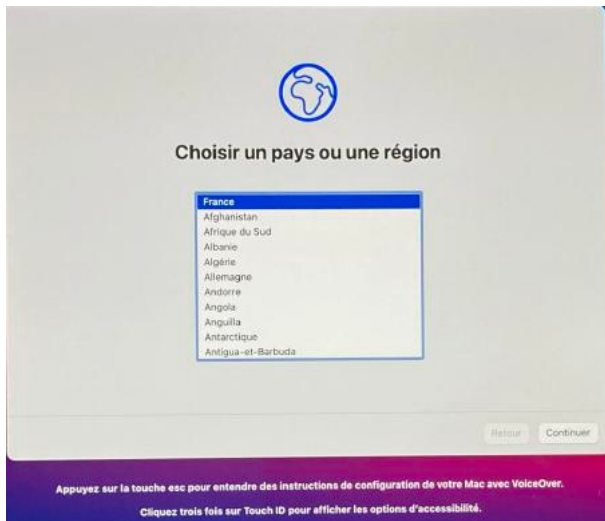 Choisir un pays ou une région
France
Afghanistan
Afrique du Sud
Albanie
Algérie
Allemagne
Andorre
Angola
Anguilla
Antarctique
Antigua-et-Barbuda
Retour Continuer
Appuyez sur la touche esc pour entendre des instructions de configuration de votre Mac avec VoiceOver.
Cliquez trois fois sur Touch ID pour afficher les options d'accessibilité.